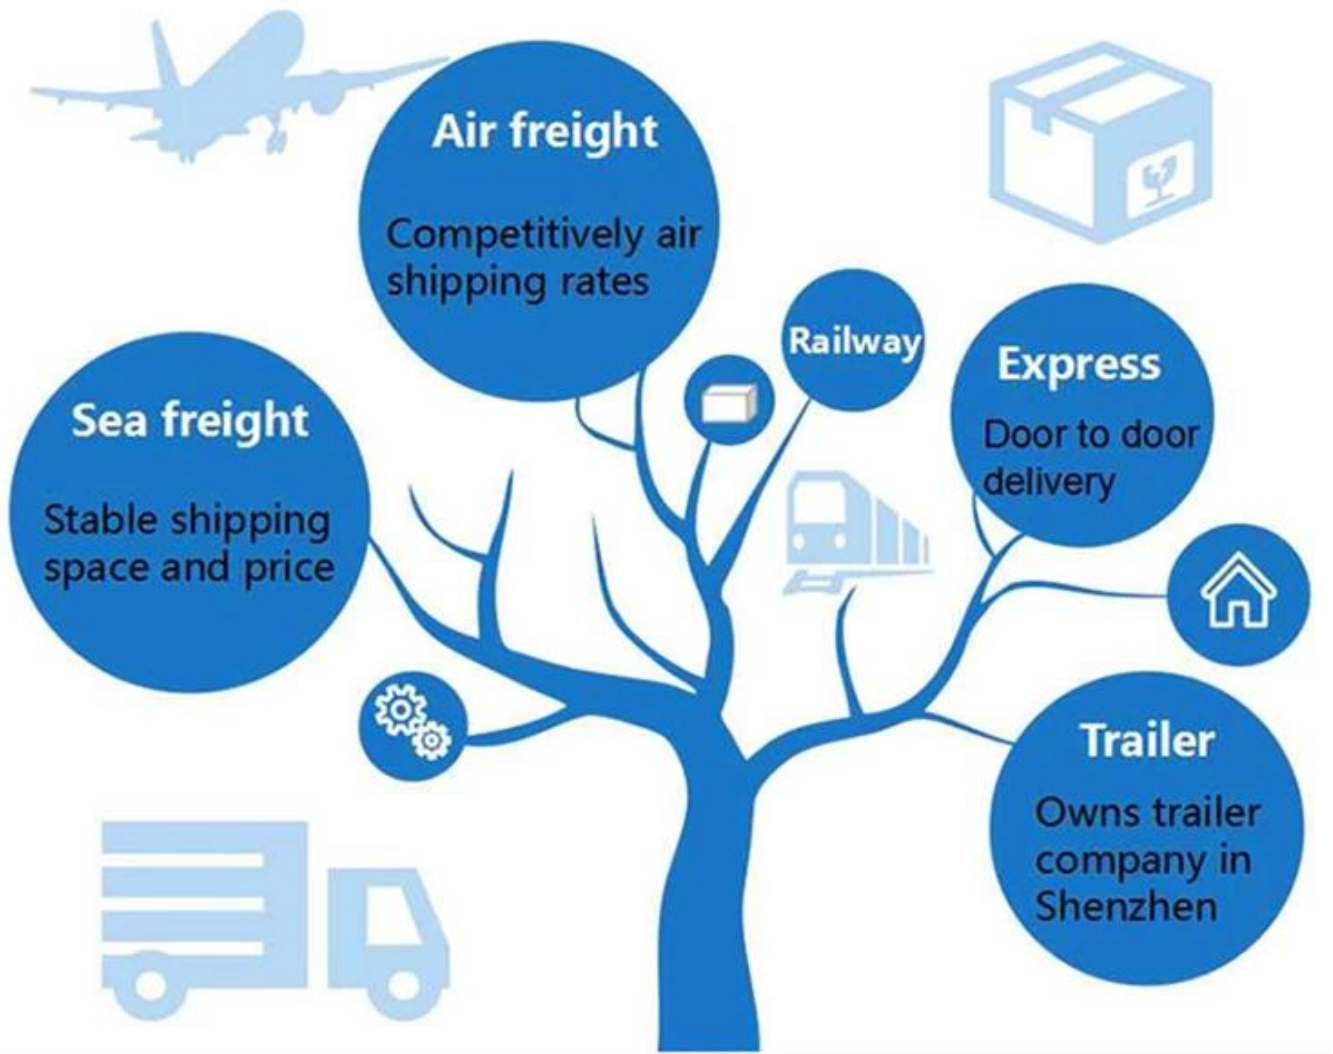 Air freight
Competitively air
shipping rates
Railway
Express
Door to door
delivery
Sea freight
Stable shipping
space and price
Trailer
Owns trailer
company in
Shenzhen